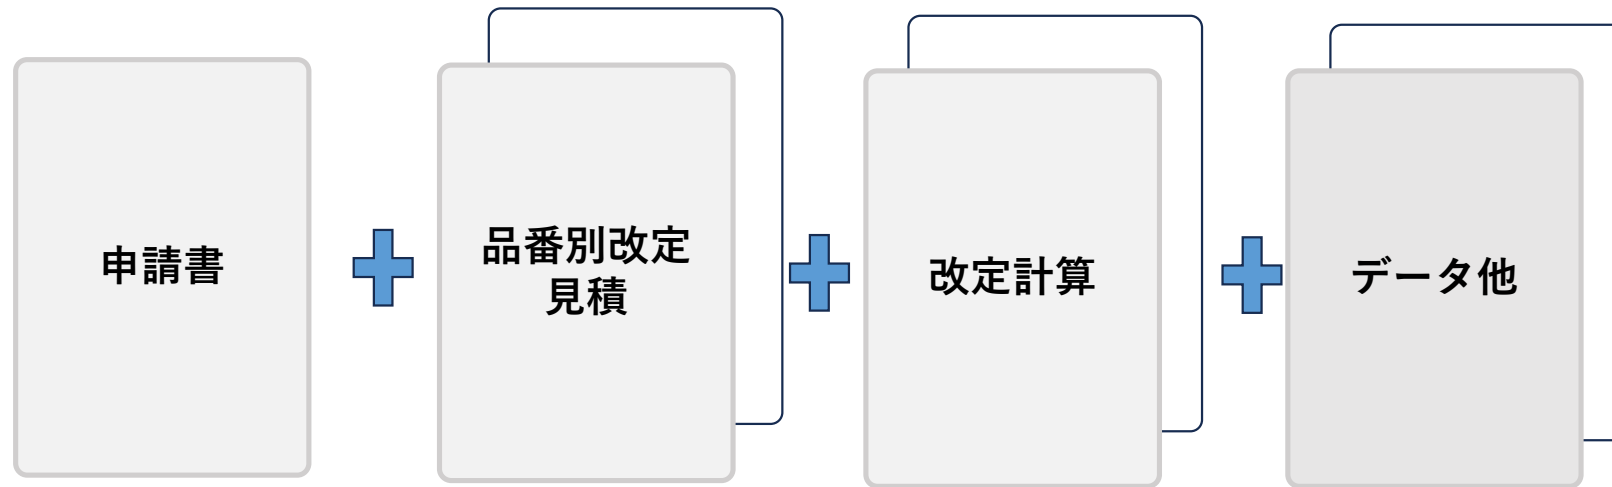 申請書
品番別改定
見積
改定計算
データ他